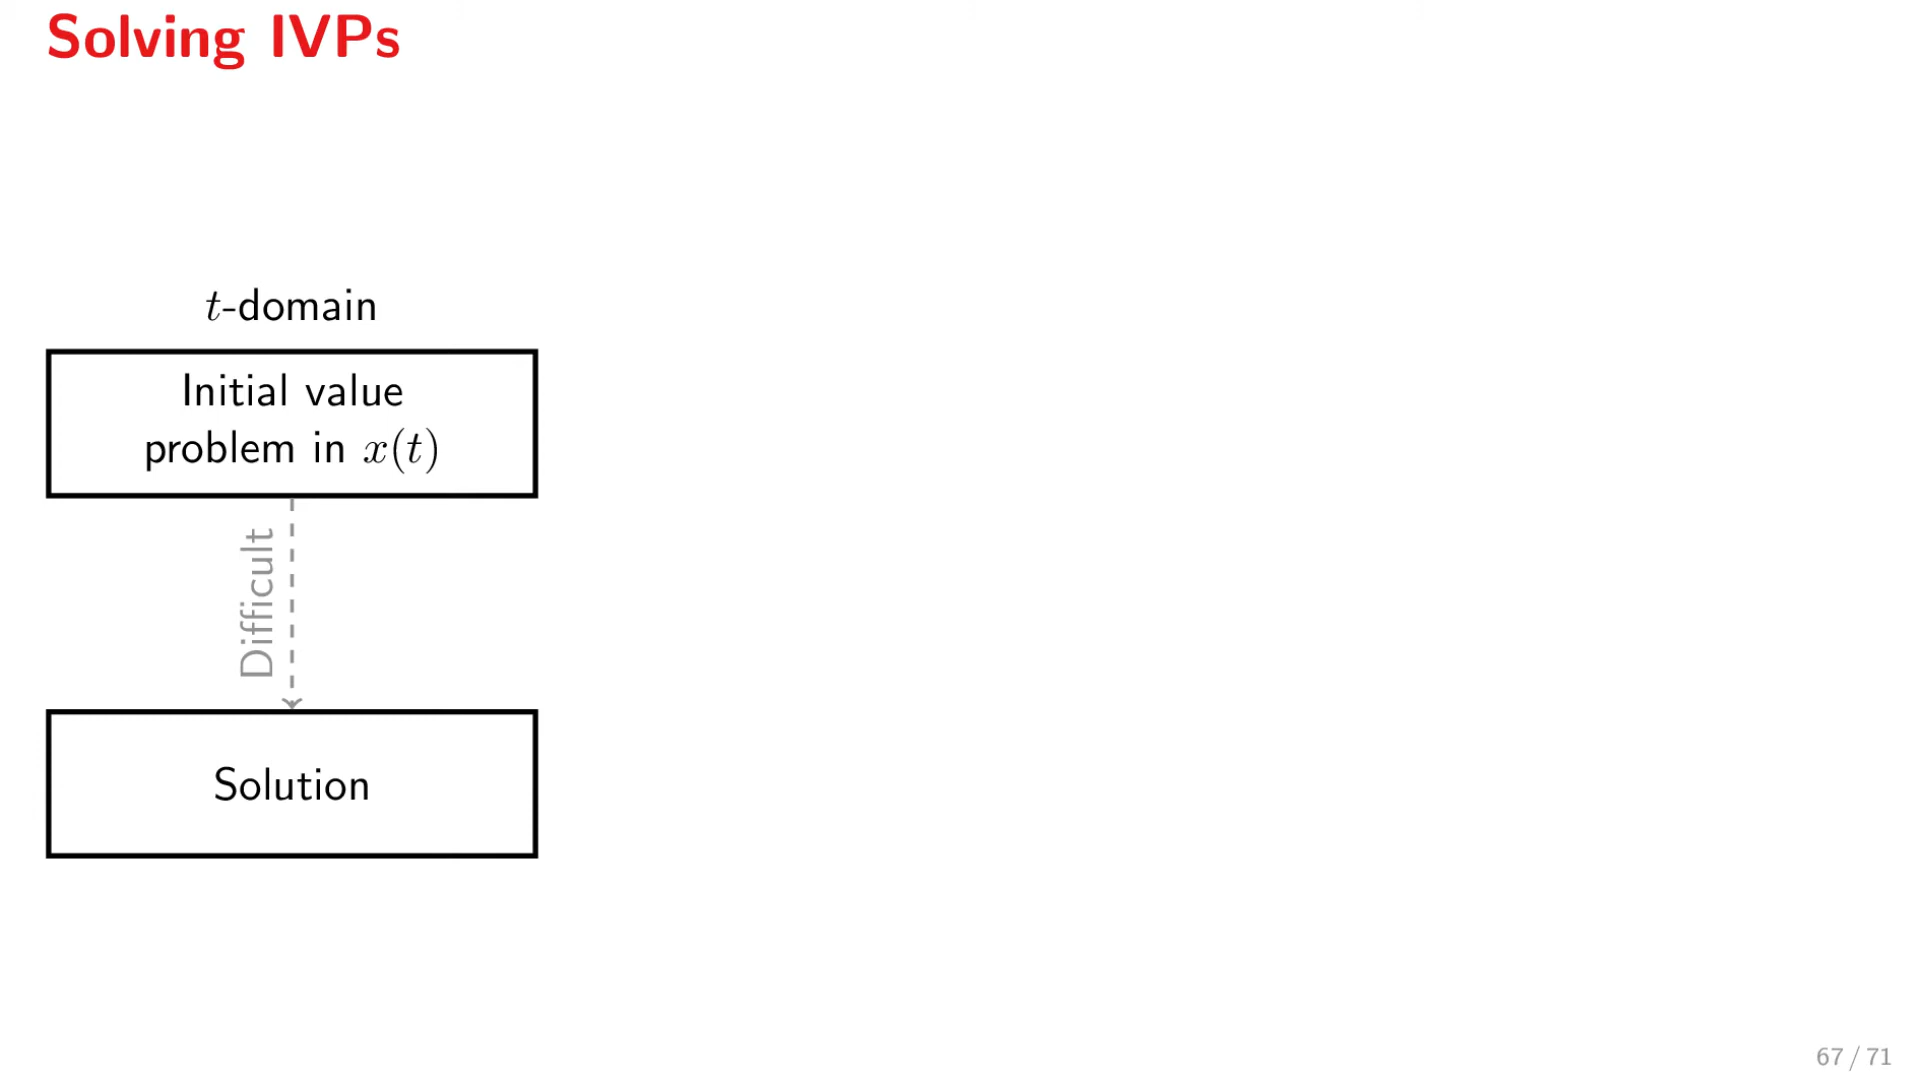 Solving IVPs
t-domain
Initial value
problem in x(t)
Difficult
Solution
67 / 71